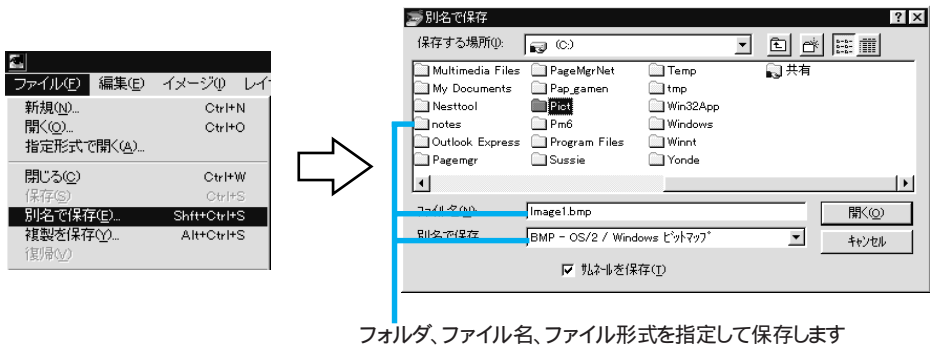 ファイル(F) 編集(E) イメージ(I) レイ
新規(N)... Ctrl+N
開く(O)... Ctrl+O
指定形式で開く(A)...
閉じる(C) Ctrl+W
保存(S) Ctrl+S
別名で保存(E)... Shft+Ctrl+S
複製を保存(Y)... Alt+Ctrl+S
復帰(V)
別名で保存
保存する場所(I): (C:)
Multimedia Files PageMgrNet Temp 共有
My Documents Pap_gamen tmp
Nesttool Pict Win32App
notes Pm6 Windows
Outlook Express Program Files Winnt
Pagemgr Sussie Yonde
ファイル名(N): Image1.bmp 開く(O)
別名で保存 BMP - OS/2 / Windows ﾋﾞｯﾄﾏｯﾌﾟ キャンセル
ｻﾑﾈｰﾙを保存(T)
フォルダ、ファイル名、ファイル形式を指定して保存します